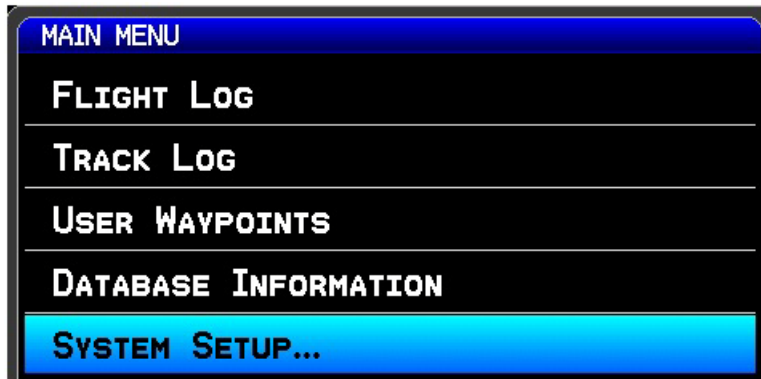 MAIN MENU
FLIGHT LOG
TRACK LOG
USER WAYPOINTS
DATABASE INFORMATION
SYSTEM SETUP...